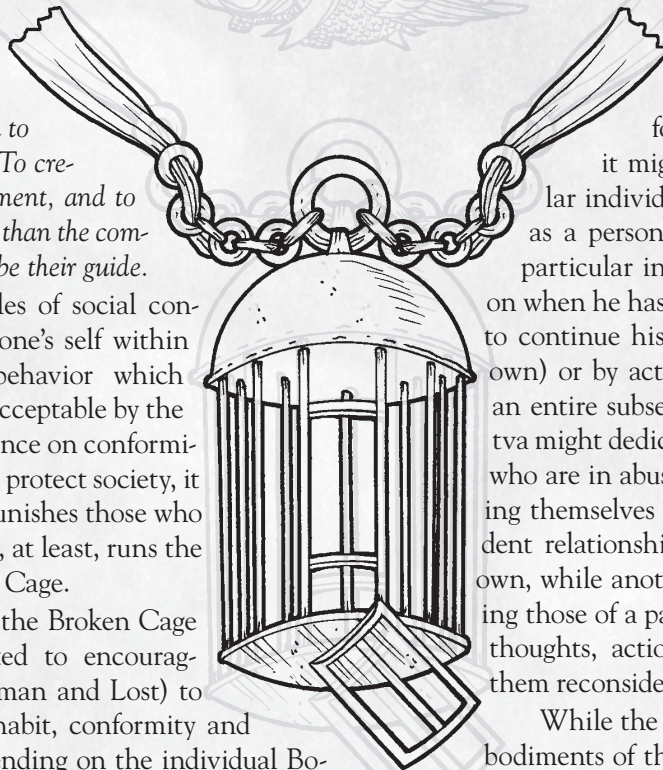 to
To cre-
ment, and to
than the com-
be their guide.
les of social con-
one's self within
behavior which
cceptable by the
nce on conformi-
protect society, it
unishes those who
, at least, runs the
Cage.
the Broken Cage
ted to encourag-
man and Lost) to
habit, conformity and
ending on the individual Bo-
fo
it mig
lar individ
as a person
particular in
on when he has
to continue his
own) or by act
an entire subse
tva might dedic
who are in abus
ing themselves
dent relationshi
own, while anot
ing those of a pa
thoughts, actio
them reconside
While the
bodiments of th